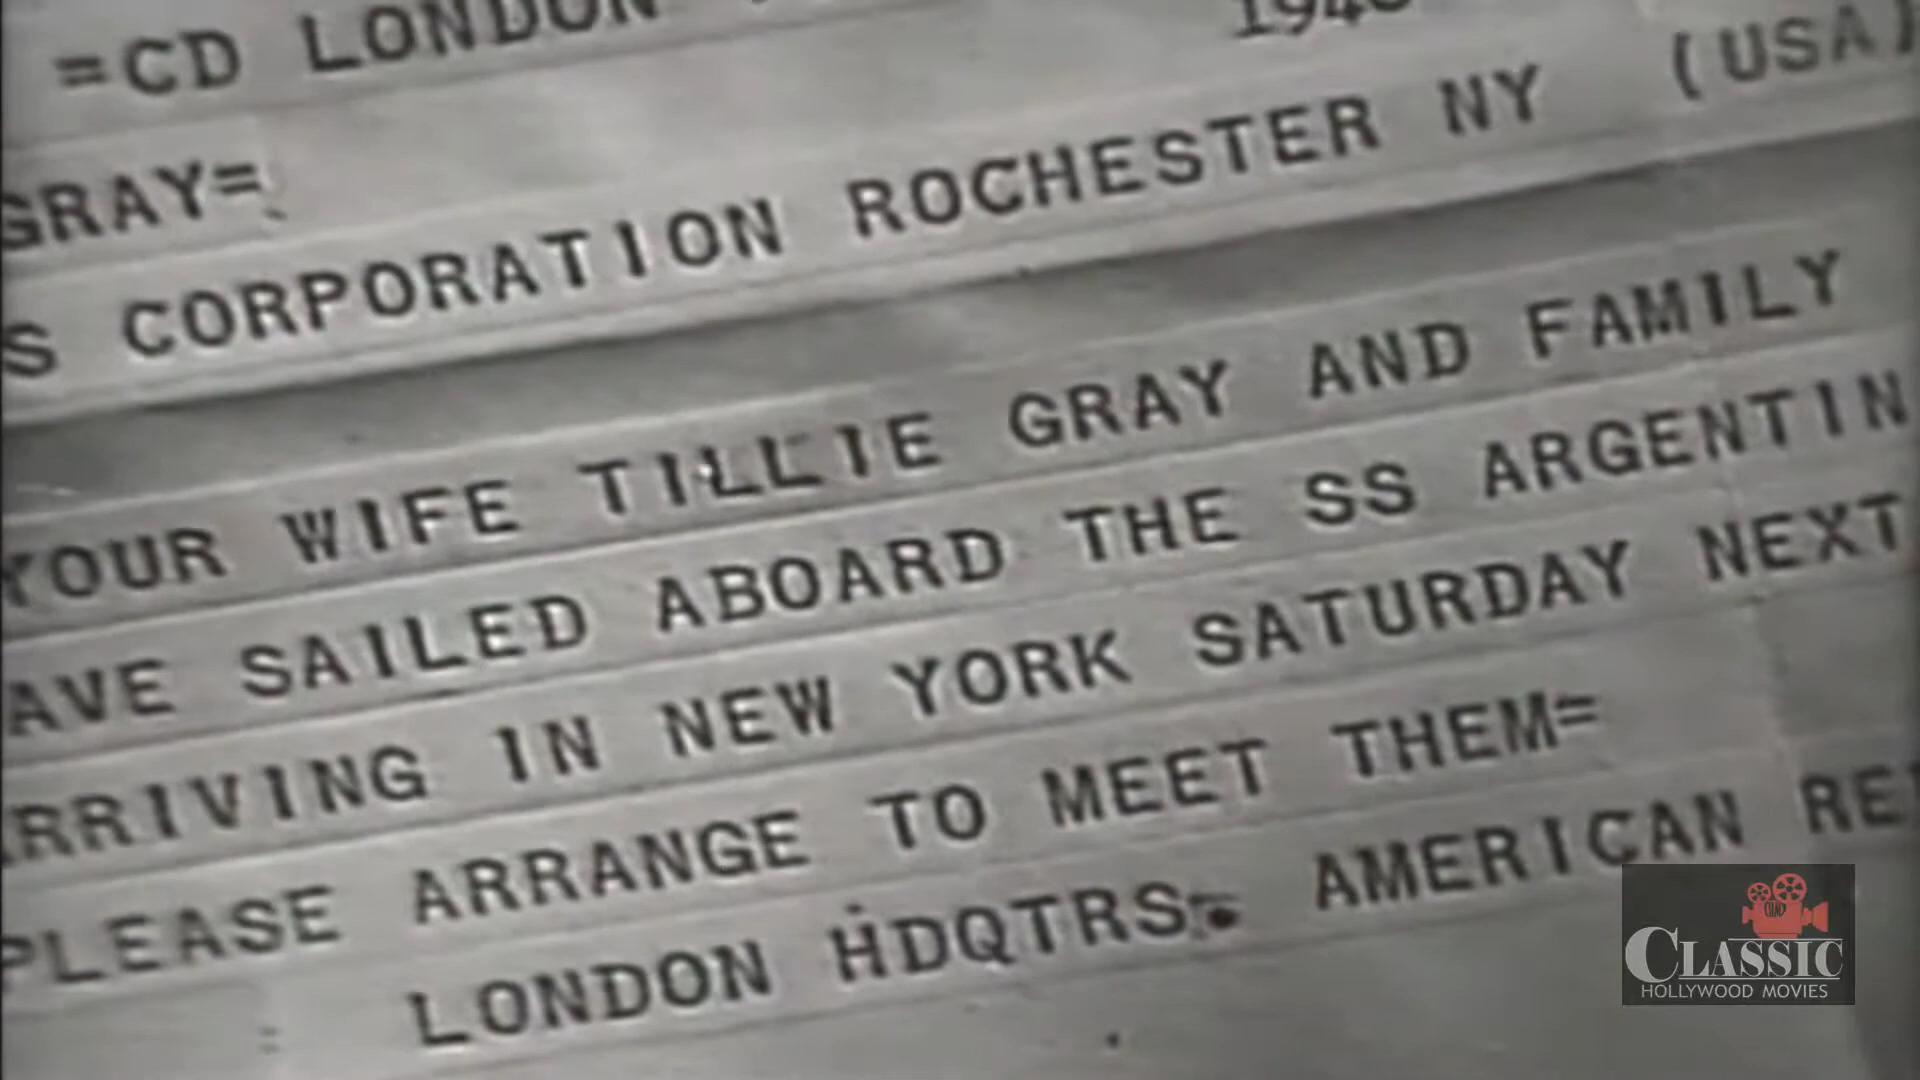 =CD LONDON
GRAY=
S CORPORATION ROCHESTER NY (USA)
YOUR WIFE TILLIE GRAY AND FAMILY
AVE SAILED ABOARD THE SS ARGENTIN
RRIVING IN NEW YORK SATURDAY NEXT
PLEASE ARRANGE TO MEET THEM=
LONDON HDQTRS. AMERICAN RE
CHM
CLASSIC
HOLLYWOOD MOVIES